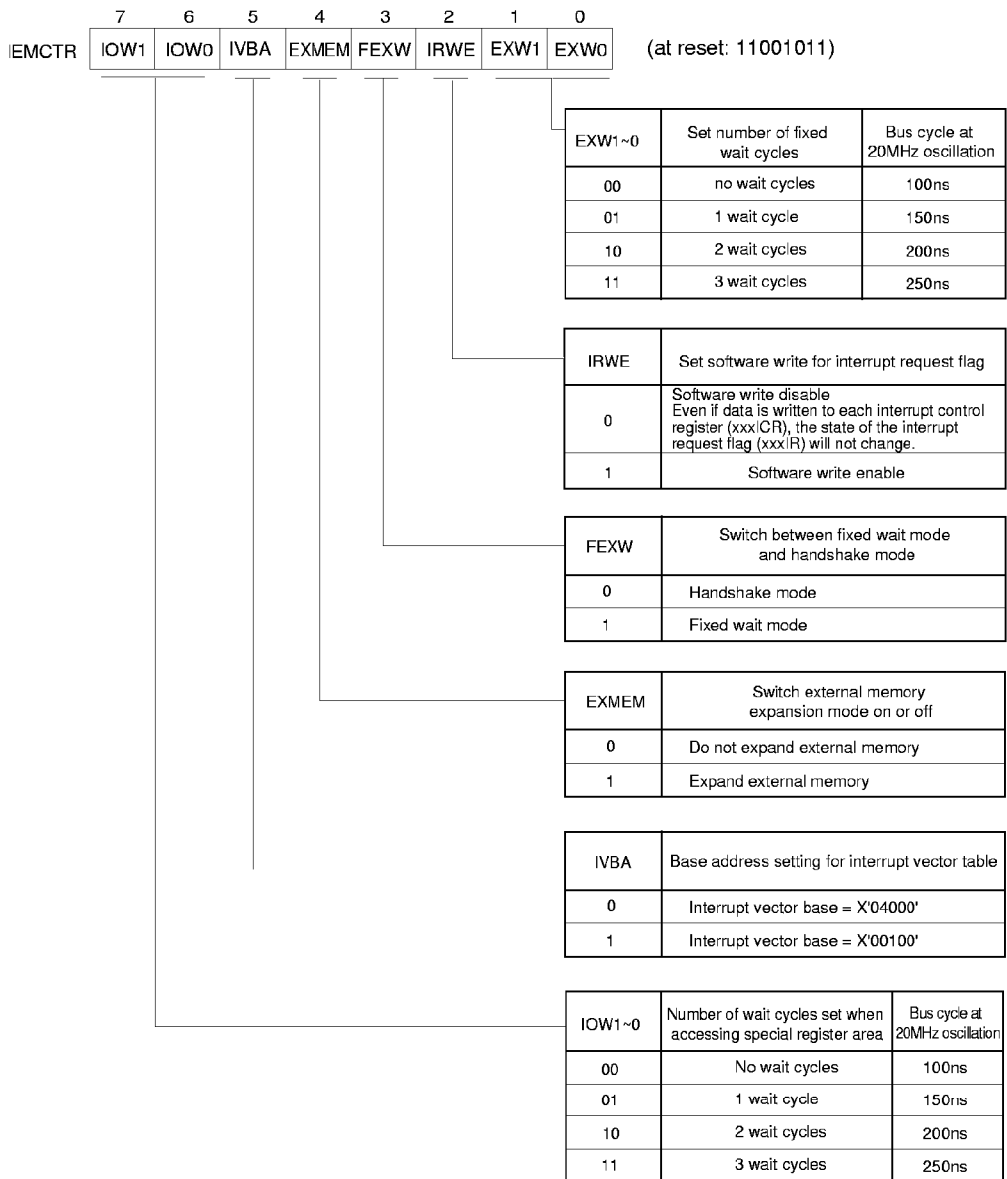 7 6 5 4 3 2 1 0
IEMCTR IOW1 IOW0 IVBA EXMEM FEXW IRWE EXW1 EXW0 (at reset: 11001011)
EXW1~0 Set number of fixed wait cycles Bus cycle at 20MHz oscillation
00 no wait cycles 100ns
01 1 wait cycle 150ns
10 2 wait cycles 200ns
11 3 wait cycles 250ns
IRWE Set software write for interrupt request flag
0 Software write disable
Even if data is written to each interrupt control
register (xxxICR), the state of the interrupt
request flag (xxxIR) will not change.
1 Software write enable
FEXW Switch between fixed wait mode and handshake mode
0 Handshake mode
1 Fixed wait mode
EXMEM Switch external memory expansion mode on or off
0 Do not expand external memory
1 Expand external memory
IVBA Base address setting for interrupt vector table
0 Interrupt vector base = X'04000'
1 Interrupt vector base = X'00100'
IOW1~0 Number of wait cycles set when accessing special register area Bus cycle at 20MHz oscillation
00 No wait cycles 100ns
01 1 wait cycle 150ns
10 2 wait cycles 200ns
11 3 wait cycles 250ns